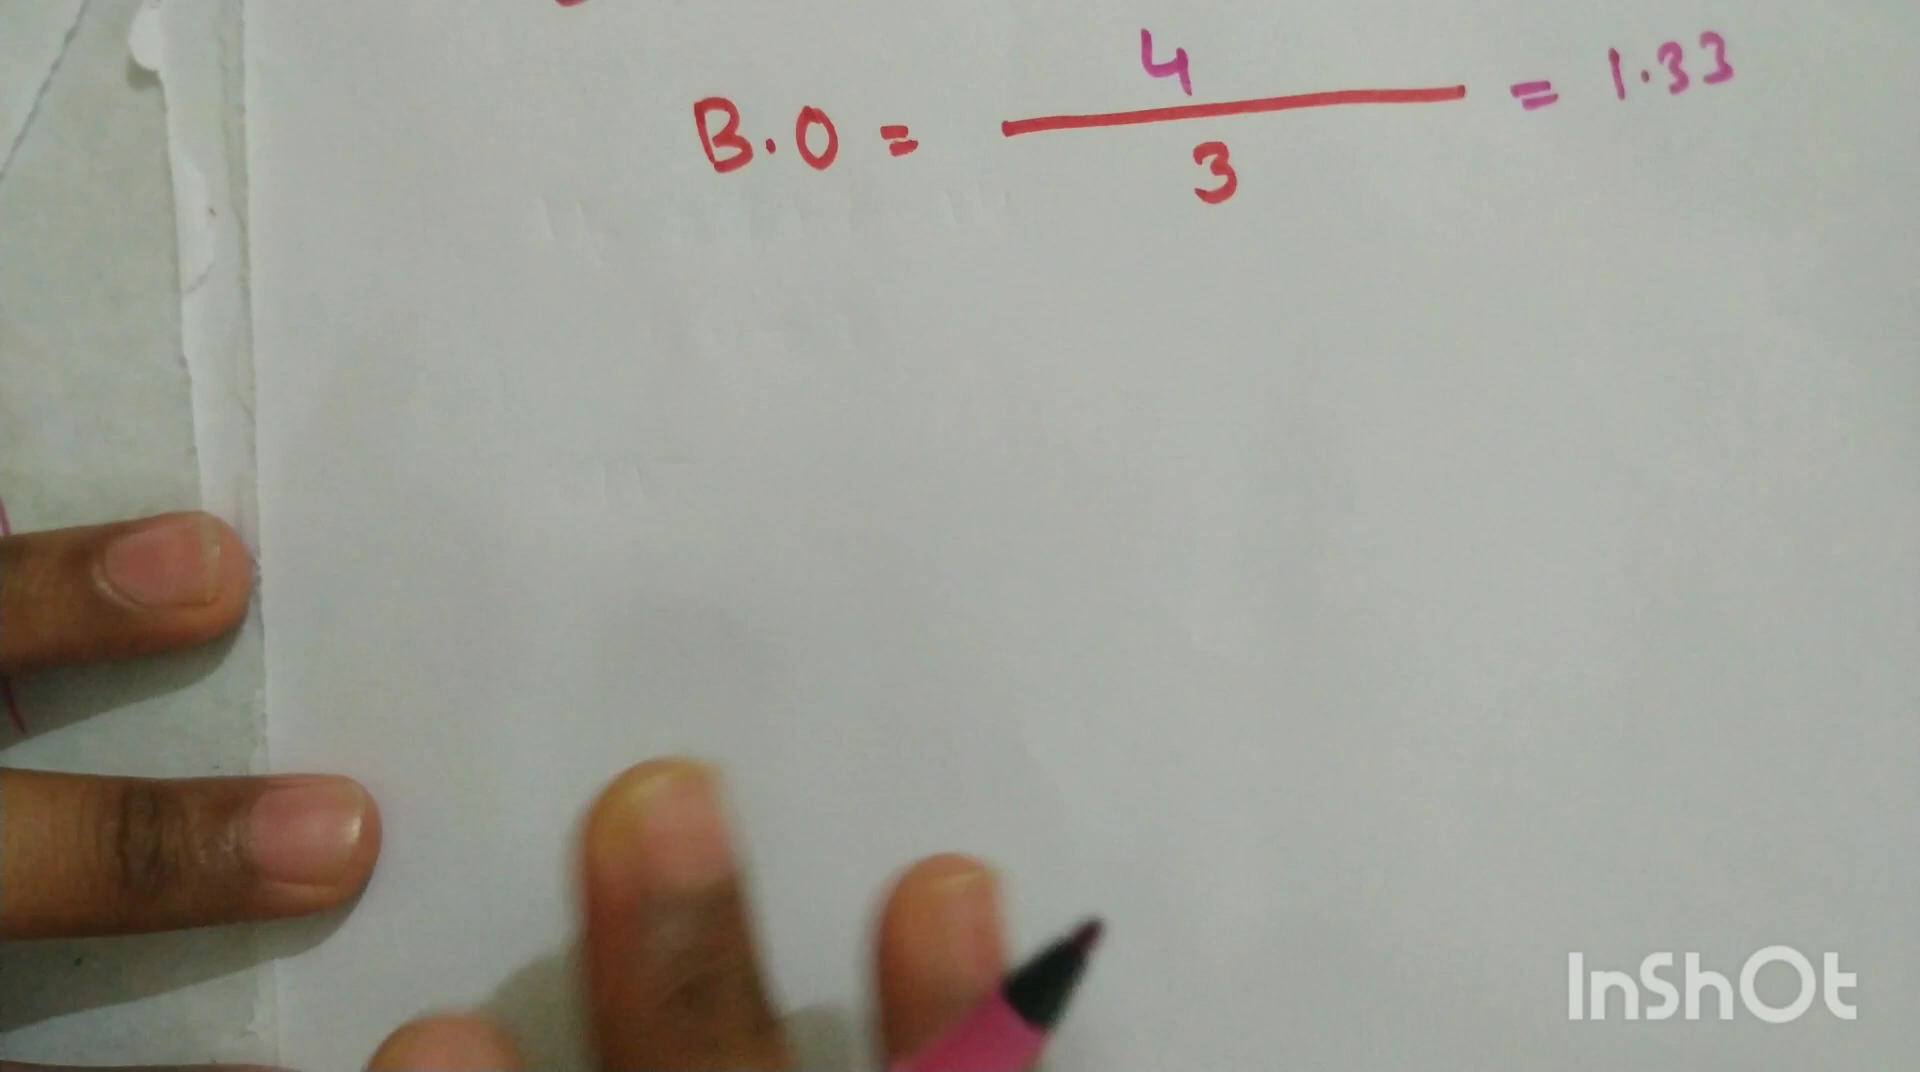 B.O = 4/3 = 1.33
InShOt